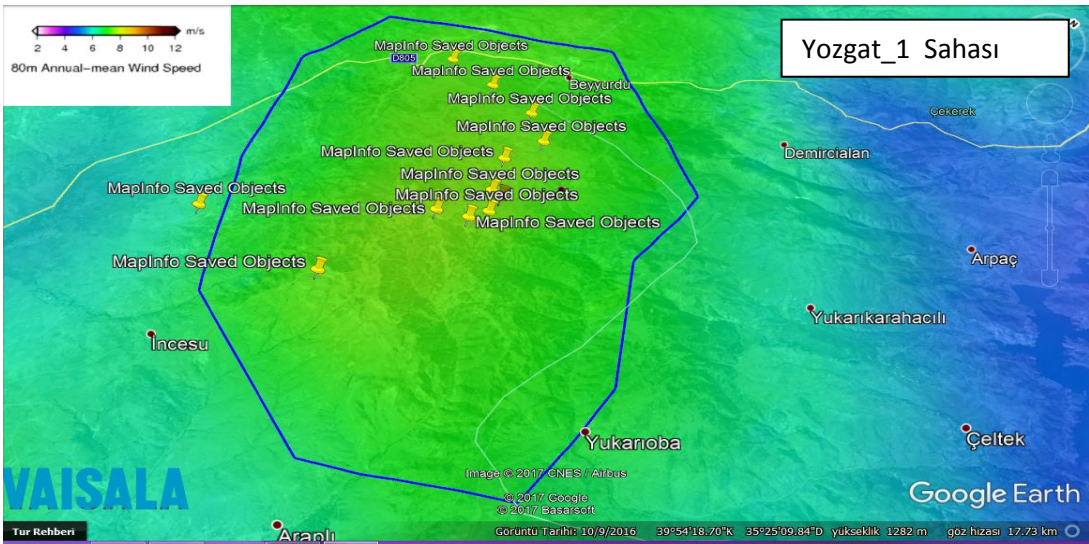 2 4 6 8 10 12 m/s
80m Annual-mean Wind Speed
Yozgat_1 Sahası
N
MapInfo Saved Objects
D805
MapInfo Saved Objects
Beyyurdu
MapInfo Saved Objects
Çekerek
MapInfo Saved Objects
MapInfo Saved Objects
Demircialan
MapInfo Saved Objects
MapInfo Saved Objects
MapInfo Saved Objects
MapInfo Saved Objects
MapInfo Saved Objects
MapInfo Saved Objects
Arpaç
Yukarıkarahacılı
İncesu
Yukarıoba
Çeltek
Image © 2017 CNES / Airbus
VAISALA
© 2017 Google
© 2017 Basarsoft
Google Earth
Tur Rehberi
Görüntü Tarihi: 10/9/2016 39°54'18.70"K 35°25'09.84"D yükseklik 1282 m göz hizası 17.73 km
Araplı